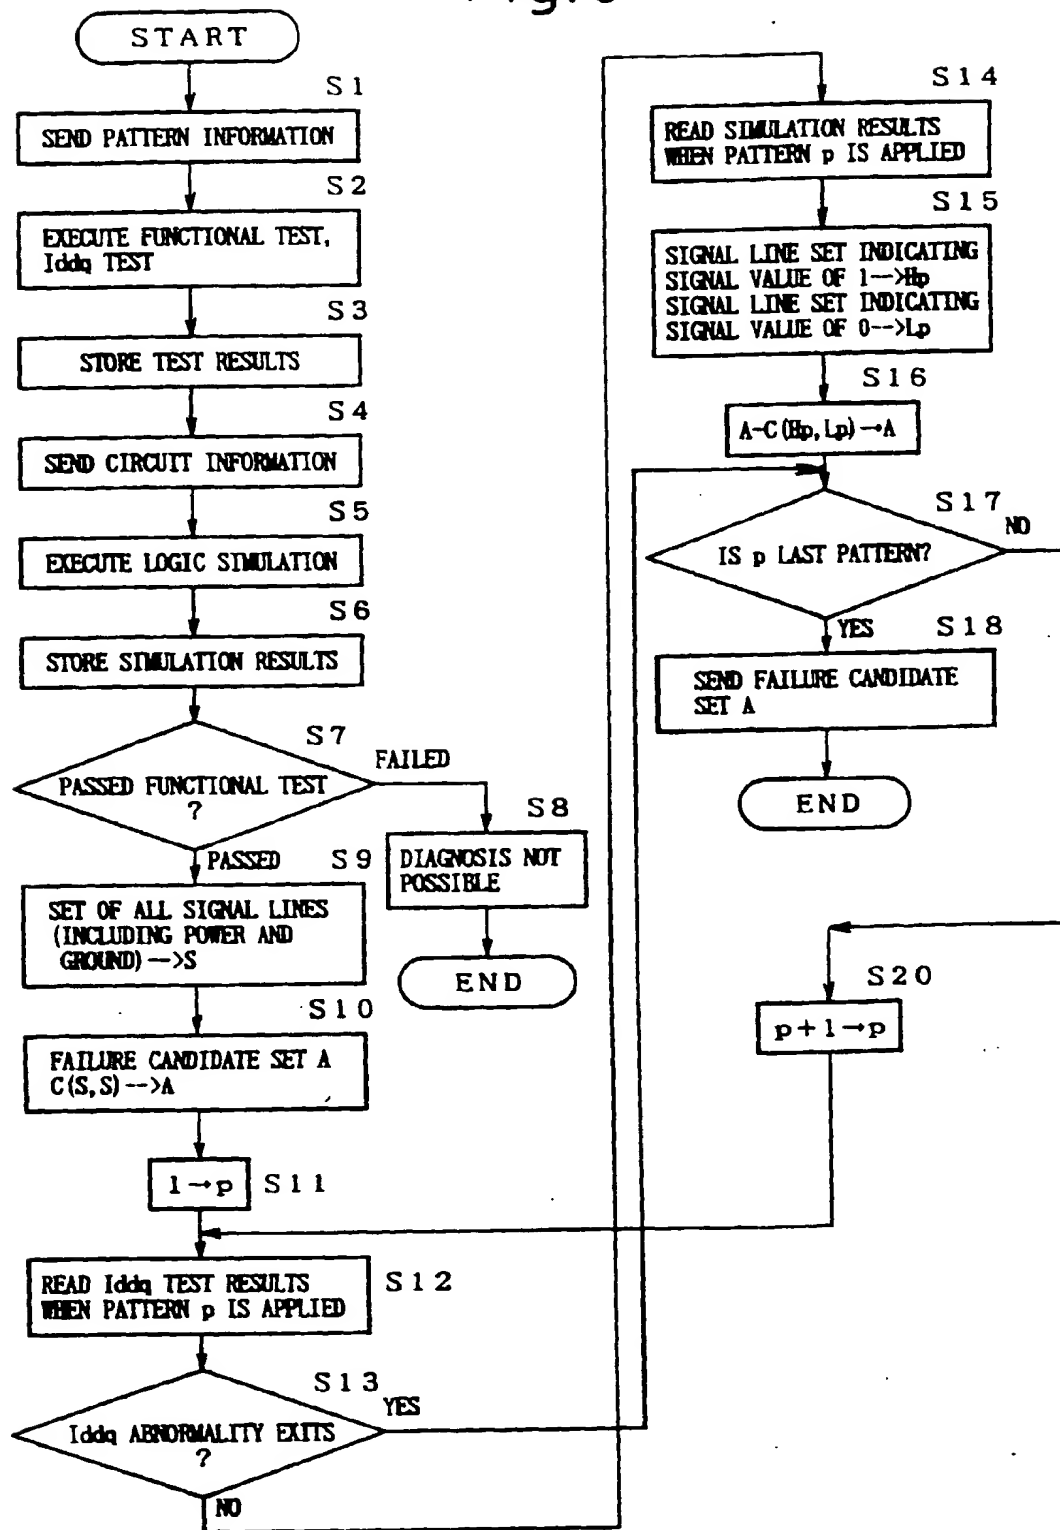 START
S1
SEND PATTERN INFORMATION
S2
EXECUTE FUNCTIONAL TEST,
Iddq TEST
S3
STORE TEST RESULTS
S4
SEND CIRCUIT INFORMATION
S5
EXECUTE LOGIC SIMULATION
S6
STORE SIMULATION RESULTS
S7
PASSED FUNCTIONAL TEST
?
FAILED
S8
DIAGNOSIS NOT
POSSIBLE
END
PASSED
S9
SET OF ALL SIGNAL LINES
(INCLUDING POWER AND
GROUND)-->S
S10
FAILURE CANDIDATE SET A
C(S,S)-->A
1→p
S11
READ Iddq TEST RESULTS
WHEN PATTERN p IS APPLIED
S12
S13
Iddq ABNORMALITY EXITS
?
YES
NO
S14
READ SIMULATION RESULTS
WHEN PATTERN p IS APPLIED
S15
SIGNAL LINE SET INDICATING
SIGNAL VALUE OF 1-->Hp
SIGNAL LINE SET INDICATING
SIGNAL VALUE OF 0-->Lp
S16
A-C(Hp,Lp)→A
S17
IS p LAST PATTERN?
NO
YES
S18
SEND FAILURE CANDIDATE
SET A
END
S20
p+1→p